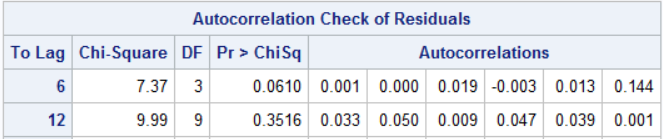 Autocorrelation Check of Residuals
To Lag Chi-Square DF Pr > ChiSq Autocorrelations
6 7.37 3 0.0610 0.001 0.000 0.019 -0.003 0.013 0.144
12 9.99 9 0.3516 0.033 0.050 0.009 0.047 0.039 0.001